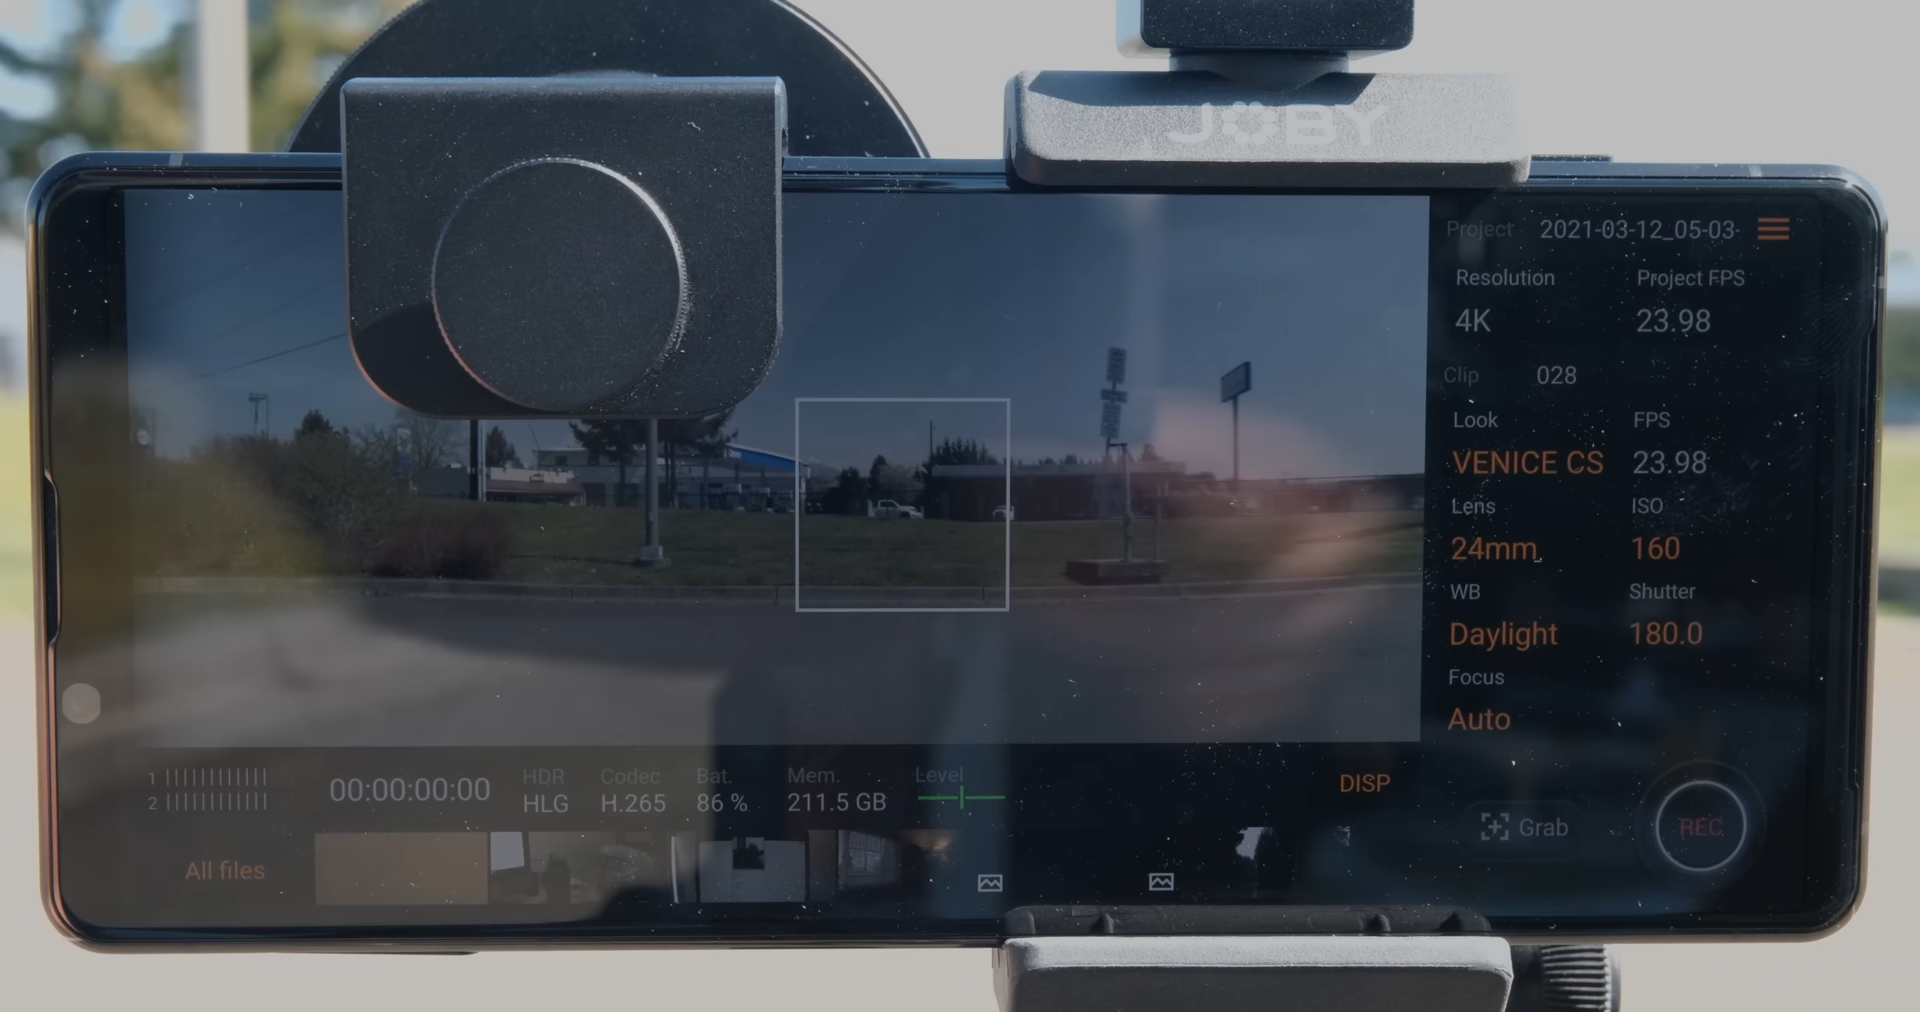 JOBY
Project 2021-03-12_05-03-
Resolution Project FPS
4K 23.98
Clip 028
Look FPS
VENICE CS 23.98
Lens ISO
24mm 160
WB Shutter
Daylight 180.0
Focus
Auto
1
2
00:00:00:00
HDR Codec Bat. Mem. Level
HLG H.265 86 % 211.5 GB
DISP
Grab
REC
All files